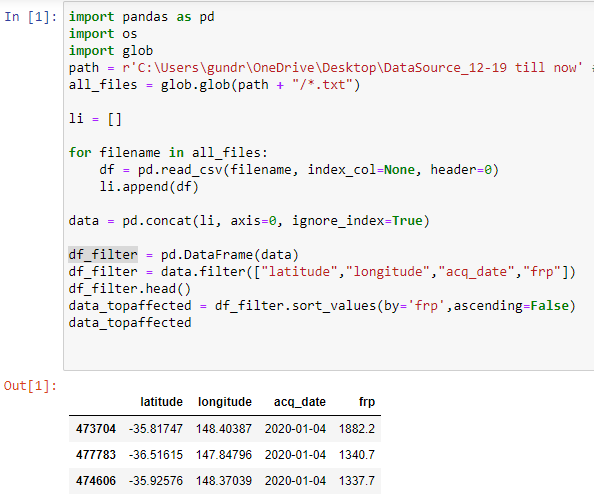 In [1]: import pandas as pd
import os
import glob
path = r'C:\Users\gundr\OneDrive\Desktop\DataSource_12-19 till now' #
all_files = glob.glob(path + "/*.txt")
li = []
for filename in all_files:
    df = pd.read_csv(filename, index_col=None, header=0)
    li.append(df)
data = pd.concat(li, axis=0, ignore_index=True)
df_filter = pd.DataFrame(data)
df_filter = data.filter(["latitude","longitude","acq_date","frp"])
df_filter.head()
data_topaffected = df_filter.sort_values(by='frp',ascending=False)
data_topaffected
Out[1]:
latitude longitude acq_date frp
473704 -35.81747 148.40387 2020-01-04 1882.2
477783 -36.51615 147.84796 2020-01-04 1340.7
474606 -35.92576 148.37039 2020-01-04 1337.7